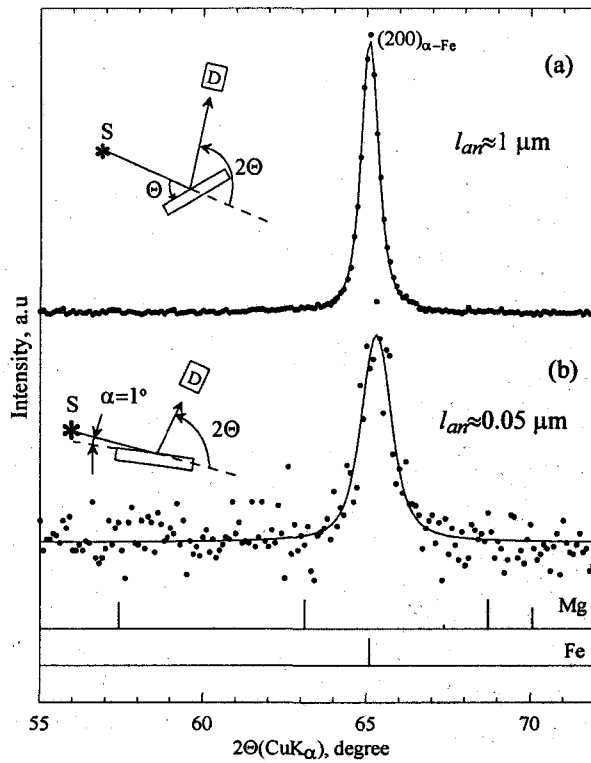 (200)α−Fe
(a)
D
S
2Θ
Θ
l_an≈1 μm
Intensity, a.u
(b)
D
S
α=1°
2Θ
l_an≈0.05 μm
Mg
Fe
55 60 65 70
2Θ(CuKα), degree